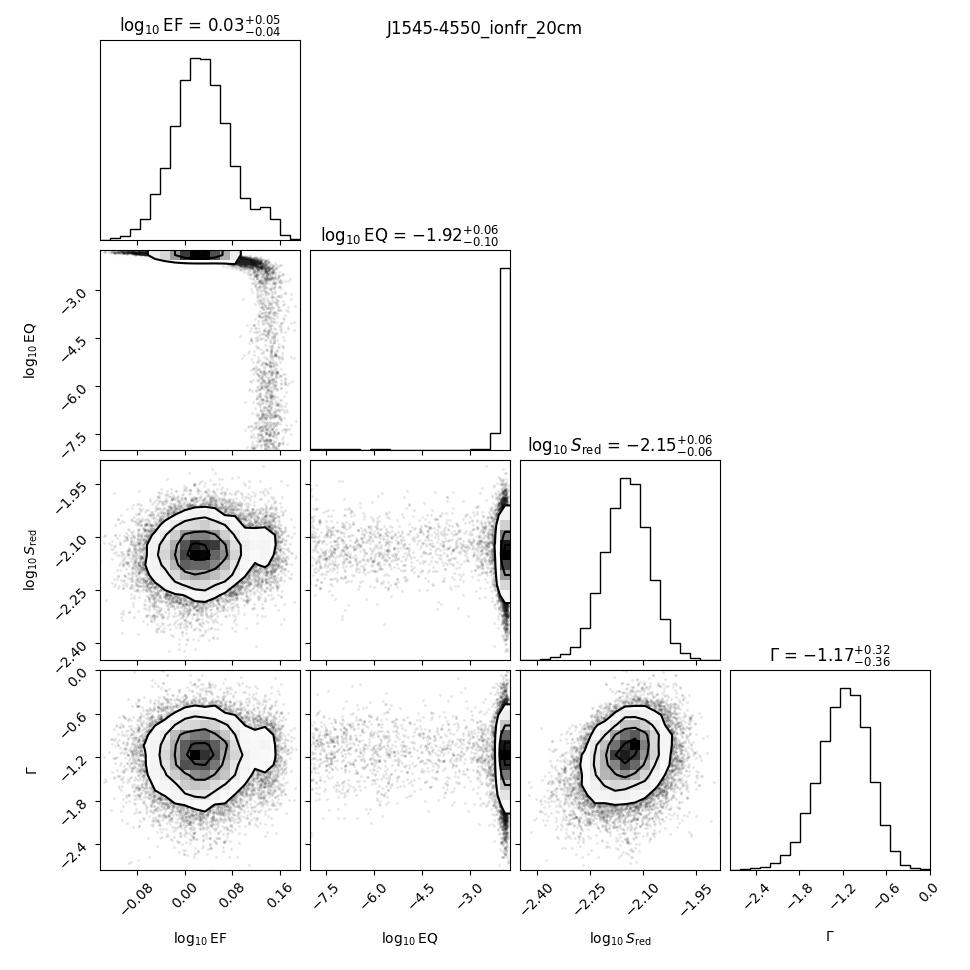 J1545-4550_ionfr_20cm
log₁₀ EF = 0.03 +0.05 −0.04
log₁₀ EQ = −1.92 +0.06 −0.10
log₁₀ EQ
−3.0
−4.5
−6.0
−7.5
log₁₀ S_red = −2.15 +0.06 −0.06
log₁₀ S_red
−1.95
−2.10
−2.25
−2.40
Γ = −1.17 +0.32 −0.36
Γ
0.0
−0.6
−1.2
−1.8
−2.4
−0.08 0.00 0.08 0.16
−7.5 −6.0 −4.5 −3.0
−2.40 −2.25 −2.10 −1.95
−2.4 −1.8 −1.2 −0.6 0.0
log₁₀ EF log₁₀ EQ log₁₀ S_red Γ